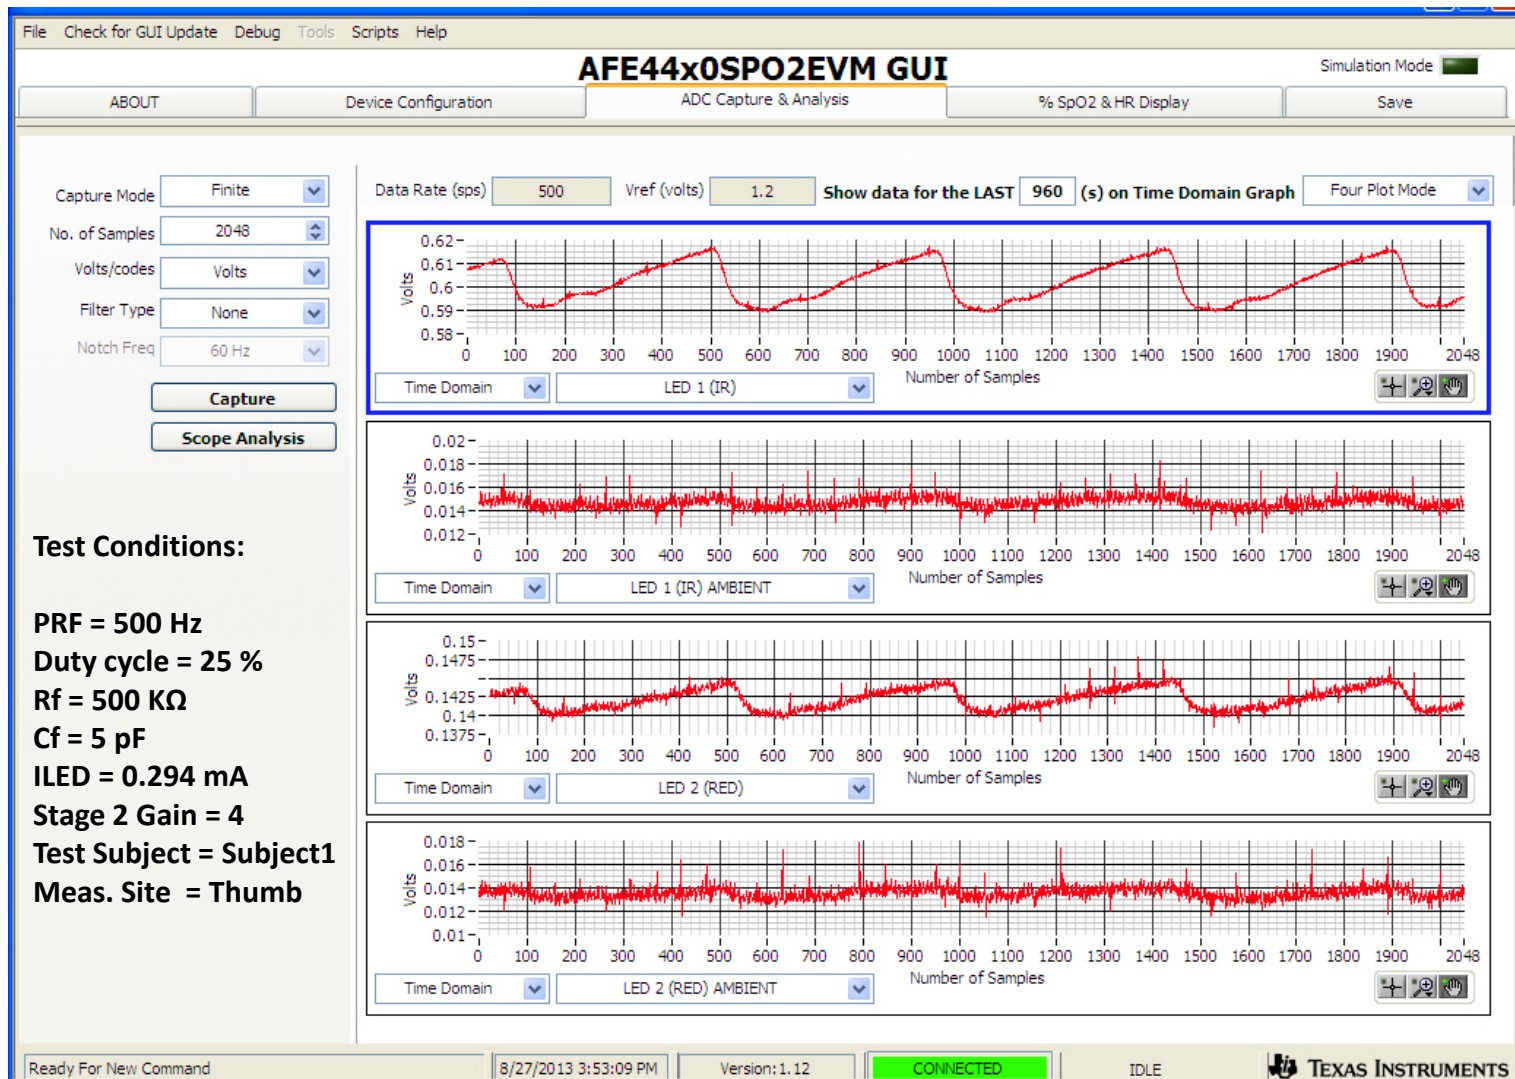 File Check for GUI Update Debug Tools Scripts Help
AFE44x0SPO2EVM GUI
Simulation Mode
ABOUT
Device Configuration
ADC Capture & Analysis
% SpO2 & HR Display
Save
Capture Mode Finite
No. of Samples 2048
Volts/codes Volts
Filter Type None
Notch Freq 60 Hz
Capture
Scope Analysis
Test Conditions:
PRF = 500 Hz
Duty cycle = 25 %
Rf = 500 KΩ
Cf = 5 pF
ILED = 0.294 mA
Stage 2 Gain = 4
Test Subject = Subject1
Meas. Site = Thumb
Data Rate (sps) 500 Vref (volts) 1.2 Show data for the LAST 960 (s) on Time Domain Graph Four Plot Mode
0.62
0.61
0.6
0.59
0.58
Volts
0 100 200 300 400 500 600 700 800 900 1000 1100 1200 1300 1400 1500 1600 1700 1800 1900 2048
Number of Samples
Time Domain LED 1 (IR)
0.02
0.018
0.016
0.014
0.012
Volts
0 100 200 300 400 500 600 700 800 900 1000 1100 1200 1300 1400 1500 1600 1700 1800 1900 2048
Number of Samples
Time Domain LED 1 (IR) AMBIENT
0.15
0.1475
0.1425
0.14
0.1375
Volts
0 100 200 300 400 500 600 700 800 900 1000 1100 1200 1300 1400 1500 1600 1700 1800 1900 2048
Number of Samples
Time Domain LED 2 (RED)
0.018
0.016
0.014
0.012
0.01
Volts
0 100 200 300 400 500 600 700 800 900 1000 1100 1200 1300 1400 1500 1600 1700 1800 1900 2048
Number of Samples
Time Domain LED 2 (RED) AMBIENT
Ready For New Command 8/27/2013 3:53:09 PM Version:1.12 CONNECTED IDLE TEXAS INSTRUMENTS